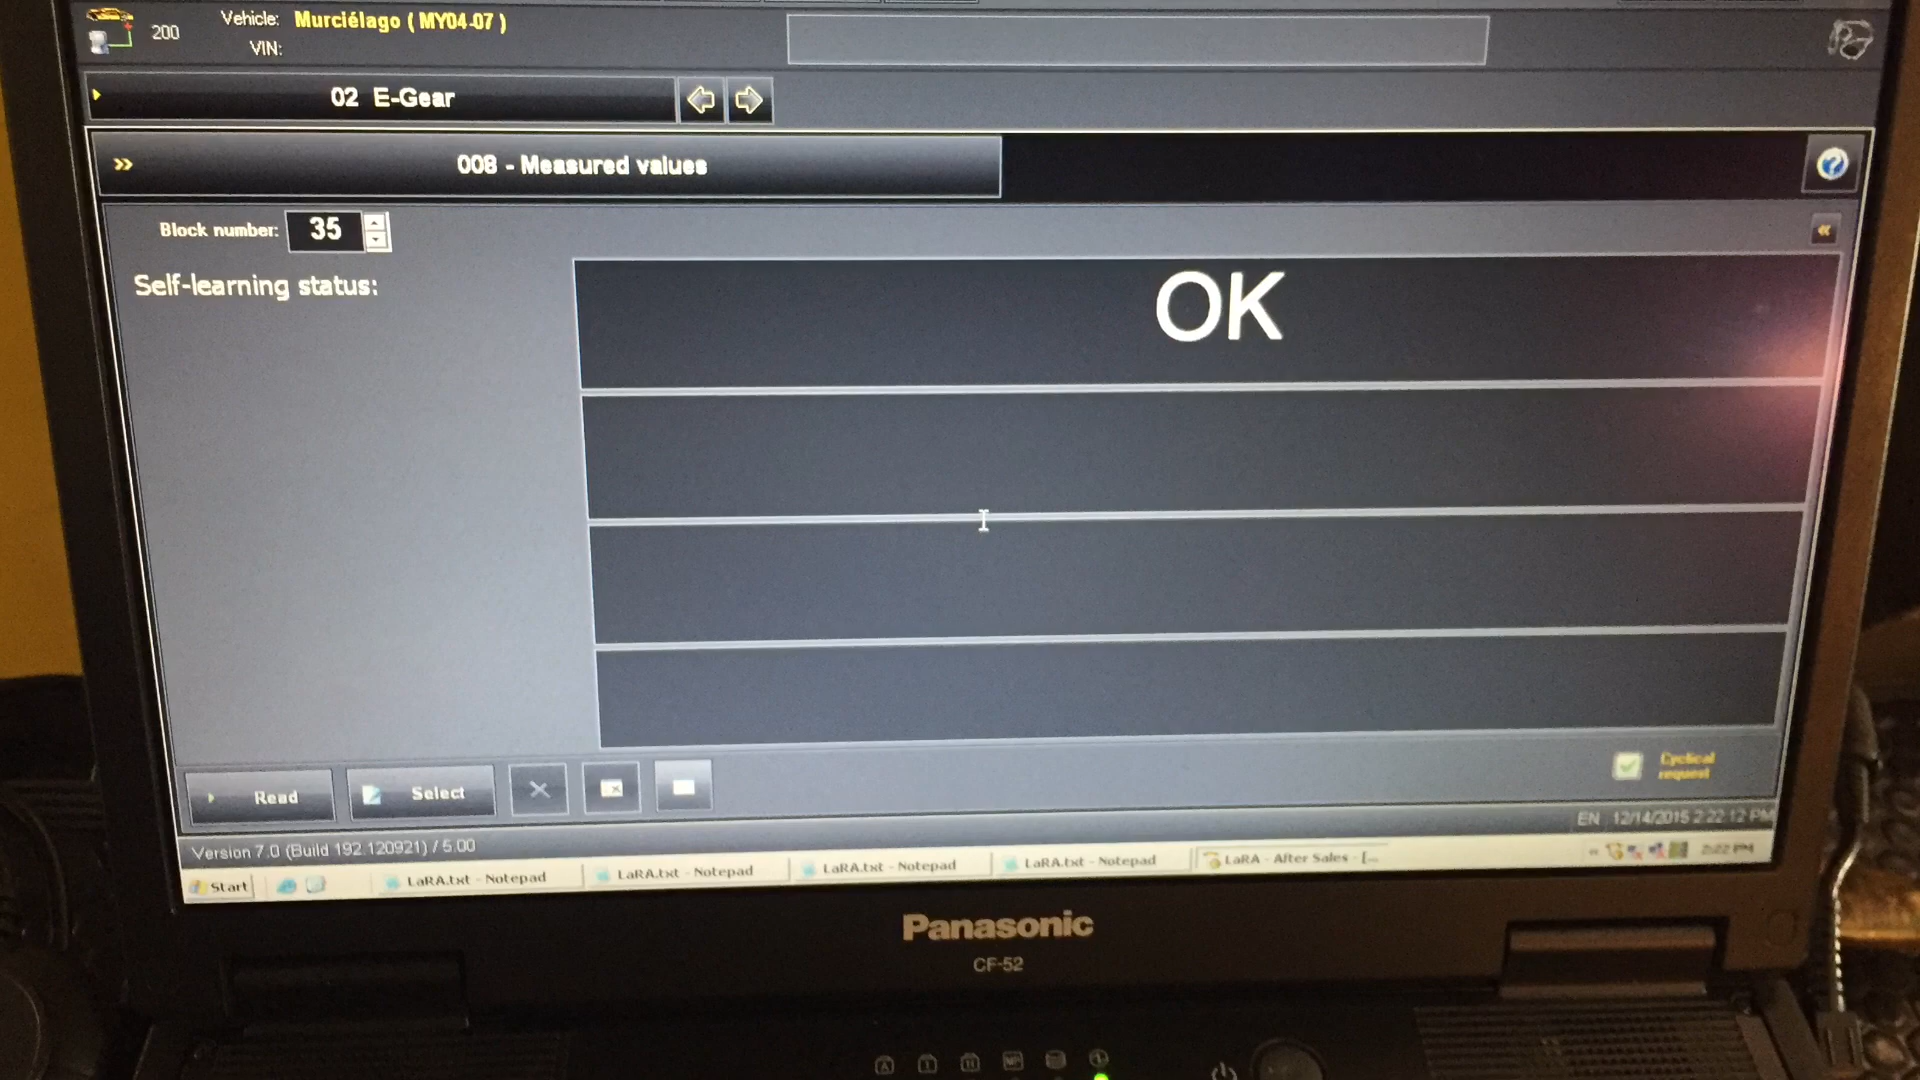 200
Vehicle: Murciélago ( MY04-07 )
VIN:
02 E-Gear
008 - Measured values
Block number: 35
Self-learning status: OK
Read
Select
Cyclical
request
EN 12/14/2015 2:22:12 PM
Version 7.0 (Build 192.120921) / 5.00
Start
LaRA.txt - Notepad
LaRA.txt - Notepad
LaRA.txt - Notepad
LaRA.txt - Notepad
LaRA - After Sales - [...
2:22 PM
Panasonic
CF-52